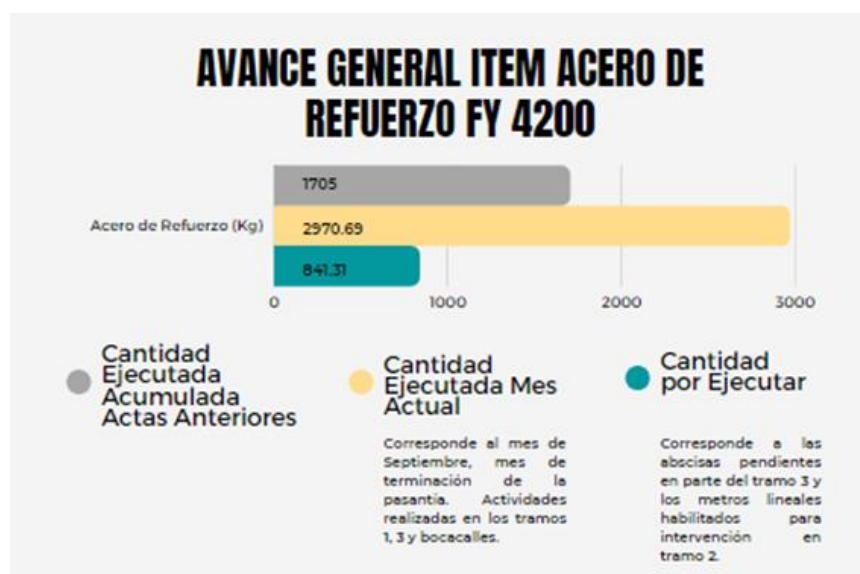 AVANCE GENERAL ITEM ACERO DE
REFUERZO FY 4200
1705
Acero de Refuerzo (Kg)
2970.69
841.31
0 1000 2000 3000
Cantidad
Ejecutada
Acumulada
Actas Anteriores
Cantidad
Ejecutada Mes
Actual
Corresponde al mes de
Septiembre, mes de
terminación de la
pasantía. Actividades
realizadas en los tramos
1, 3 y bocacalles.
Cantidad
por Ejecutar
Corresponde a las
abscisas pendientes
en parte del tramo 3 y
los metros lineales
habilitados para
intervención en
tramo 2.